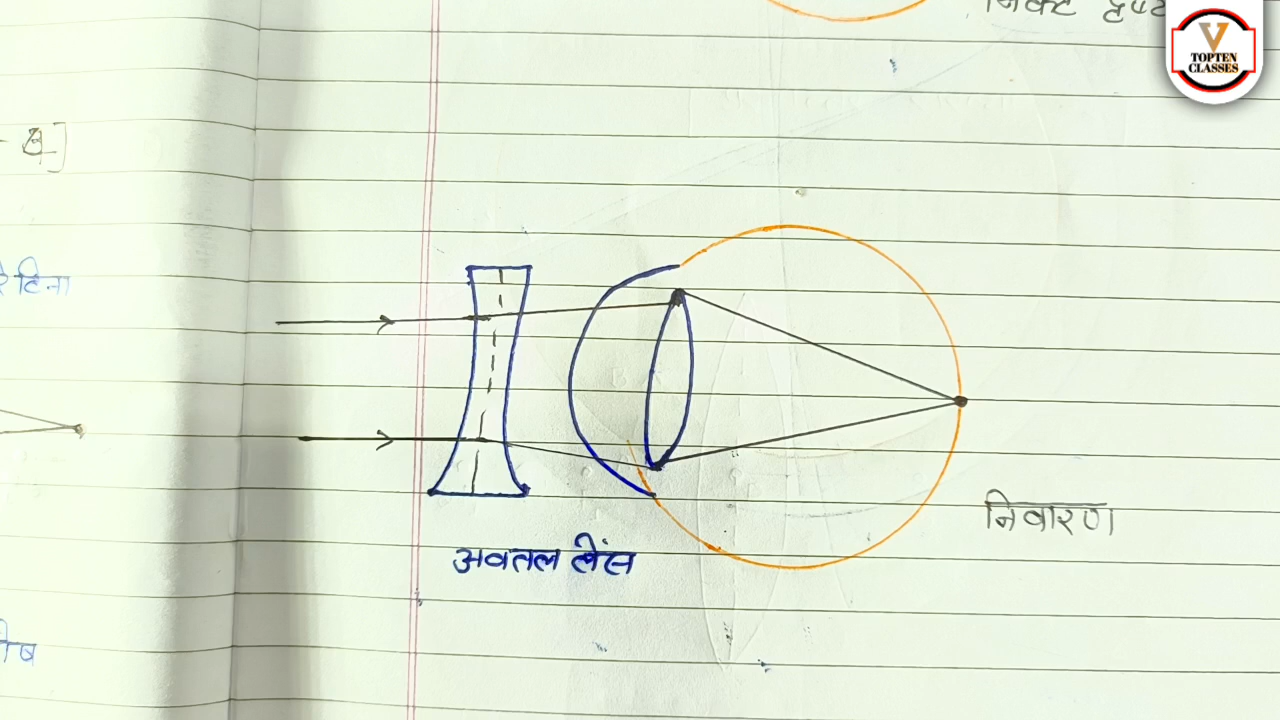 निकट
V
TOPTEN
CLASSES
रेटिना
अवतल लेंस
निवारण